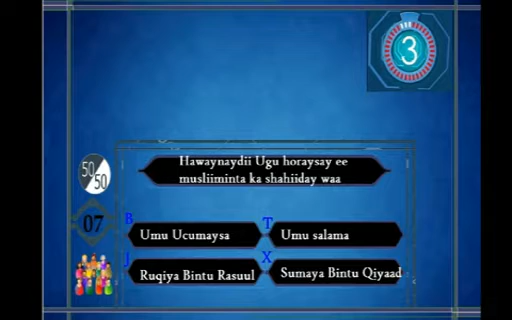 3
Hawaynaydii Ugu horaysay ee
musliiminta ka shahiiday waa
50
50
07
B
Umu Ucumaysa
T
Umu salama
J
Ruqiya Bintu Rasuul
X
Sumaya Bintu Qiyaad